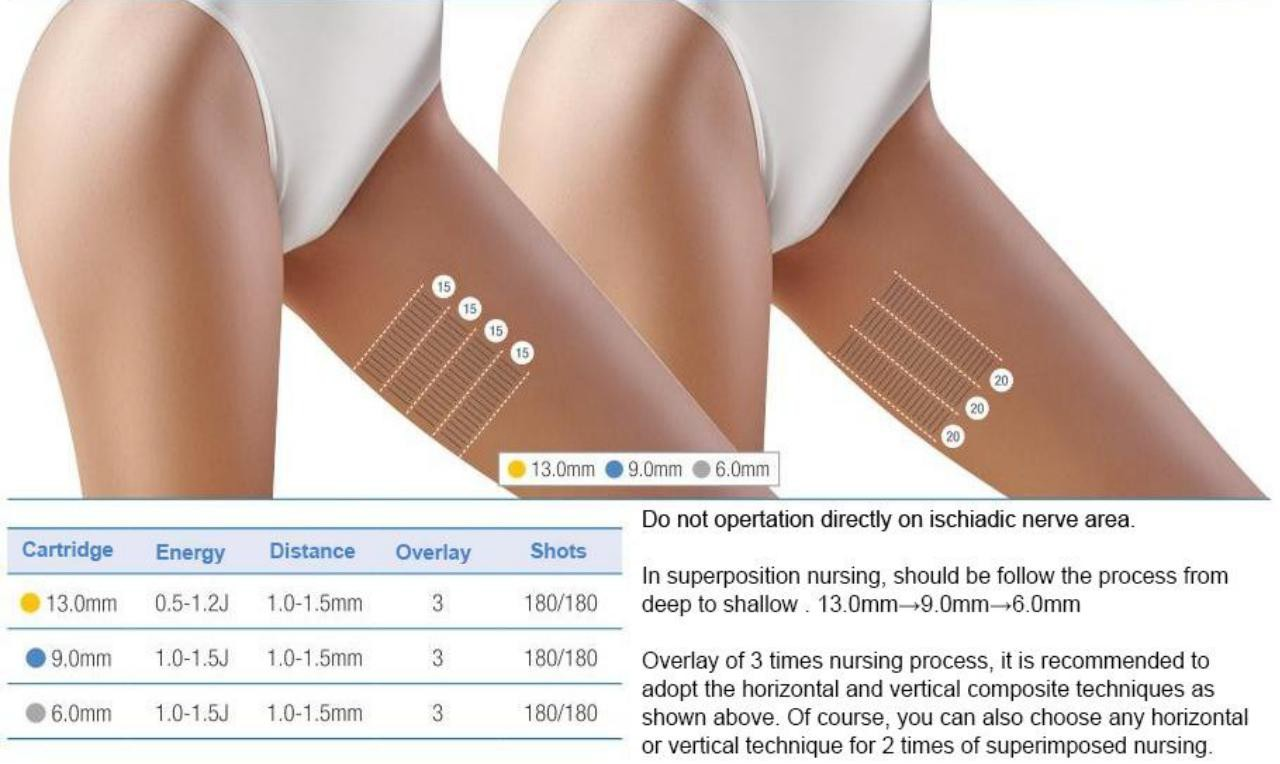 15
15
15
15
20
20
20
13.0mm 9.0mm 6.0mm
Cartridge Energy Distance Overlay Shots
13.0mm 0.5-1.2J 1.0-1.5mm 3 180/180
9.0mm 1.0-1.5J 1.0-1.5mm 3 180/180
6.0mm 1.0-1.5J 1.0-1.5mm 3 180/180
Do not opertation directly on ischiadic nerve area.
In superposition nursing, should be follow the process from
deep to shallow . 13.0mm→9.0mm→6.0mm
Overlay of 3 times nursing process, it is recommended to
adopt the horizontal and vertical composite techniques as
shown above. Of course, you can also choose any horizontal
or vertical technique for 2 times of superimposed nursing.